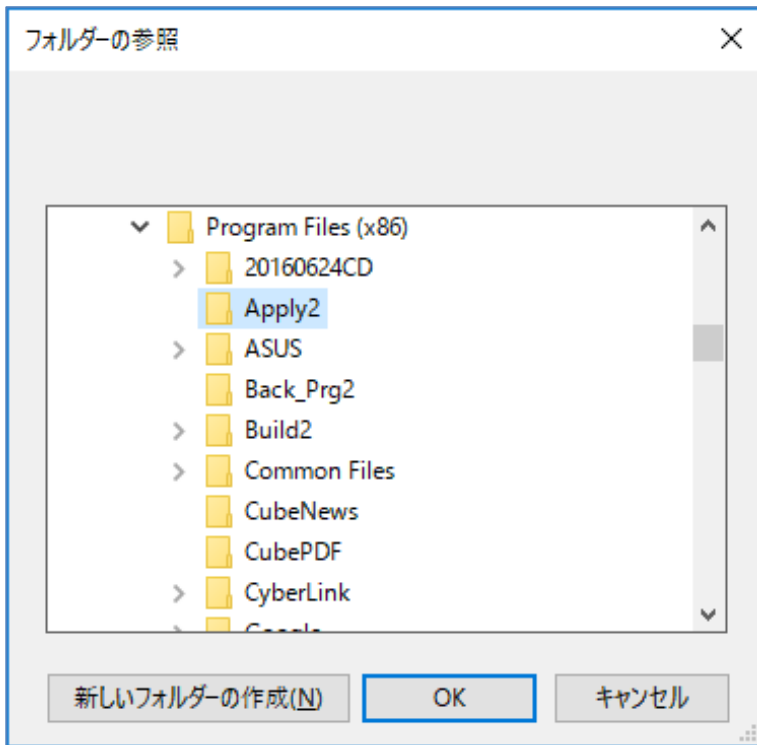 フォルダーの参照
Program Files (x86)
20160624CD
Apply2
ASUS
Back_Prg2
Build2
Common Files
CubeNews
CubePDF
CyberLink
新しいフォルダーの作成(N)
OK
キャンセル